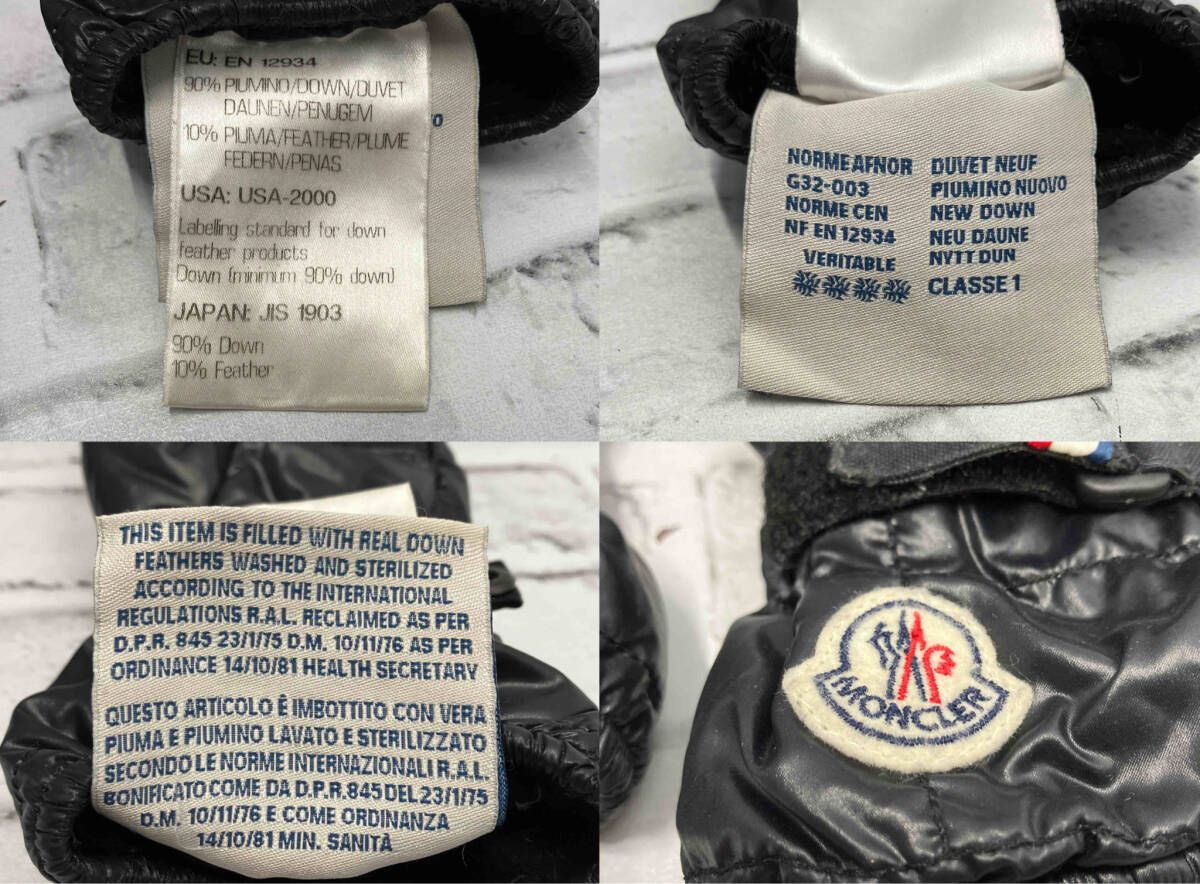 EU: EN 12934
90% PIUMINO/DOWN/DUVET
DAUNEN/PENUGEM
10% PIUMA/FEATHER/PLUME
FEDERN/PENAS
USA: USA-2000
Labelling standard for down
feather products
Down (minimum 90% down)
JAPAN: JIS 1903
90% Down
10% Feather
NORME AFNOR
G32-003
NORME CEN
NF EN 12934
VERITABLE
DUVET NEUF
PIUMINO NUOVO
NEW DOWN
NEU DAUNE
NYTT DUN
CLASSE 1
THIS ITEM IS FILLED WITH REAL DOWN
FEATHERS WASHED AND STERILIZED
ACCORDING TO THE INTERNATIONAL
REGULATIONS R.A.L. RECLAIMED AS PER
D.P.R. 845 23/1/75 D.M. 10/11/76 AS PER
ORDINANCE 14/10/81 HEALTH SECRETARY
QUESTO ARTICOLO È IMBOTTITO CON VERA
PIUMA E PIUMINO LAVATO E STERILIZZATO
SECONDO LE NORME INTERNAZIONALI R.A.L.
BONIFICATO COME DA D.P.R. 845 DEL 23/1/75
D.M. 10/11/76 E COME ORDINANZA
14/10/81 MIN. SANITÀ
MONCLER